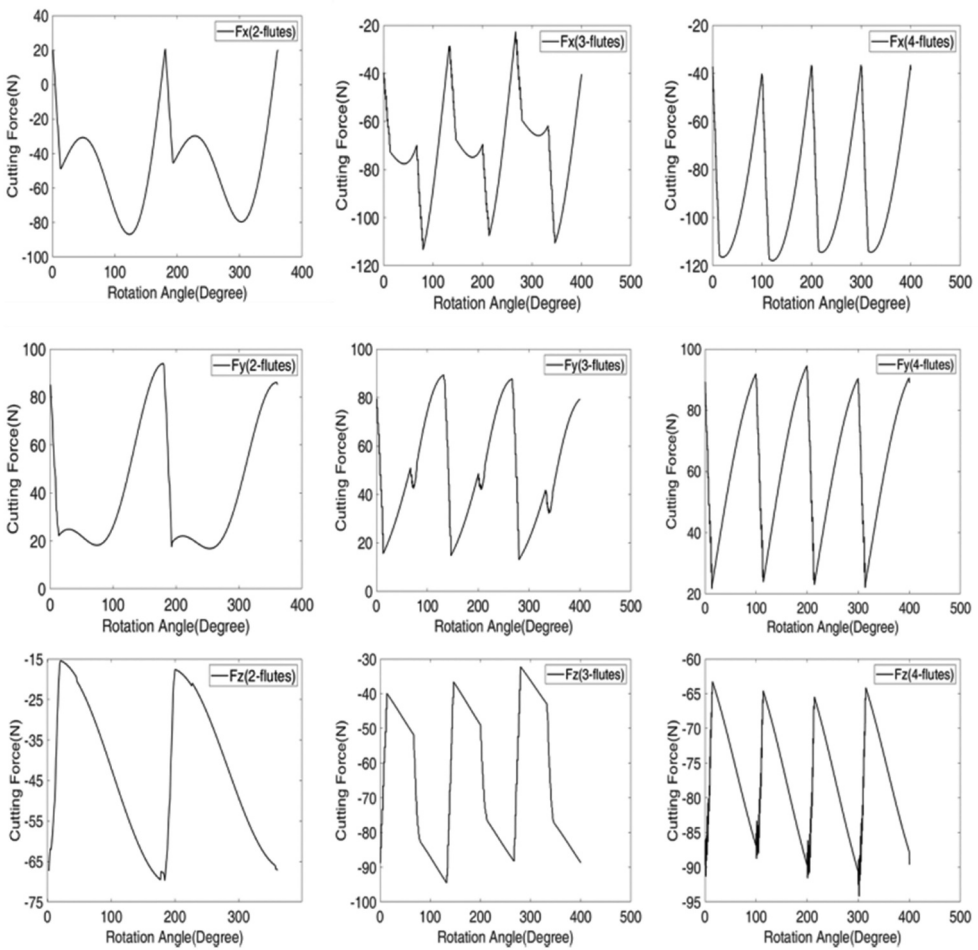 Cutting Force(N)
40
20
0
-20
-40
-60
-80
-100
Fx(2-flutes)
0 100 200 300 400
Rotation Angle(Degree)
Cutting Force(N)
-20
-40
-60
-80
-100
-120
Fx(3-flutes)
0 100 200 300 400 500
Rotation Angle(Degree)
Cutting Force(N)
-20
-40
-60
-80
-100
-120
Fx(4-flutes)
0 100 200 300 400 500
Rotation Angle(Degree)
Cutting Force(N)
100
80
60
40
20
0
Fy(2-flutes)
0 100 200 300 400
Rotation Angle(Degree)
Cutting Force(N)
100
80
60
40
20
0
Fy(3-flutes)
0 100 200 300 400 500
Rotation Angle(Degree)
Cutting Force(N)
100
80
60
40
20
Fy(4-flutes)
0 100 200 300 400 500
Rotation Angle(Degree)
Cutting Force(N)
-15
-25
-35
-45
-55
-65
-75
Fz(2-flutes)
0 100 200 300 400
Rotation Angle(Degree)
Cutting Force(N)
-30
-40
-50
-60
-70
-80
-90
-100
Fz(3-flutes)
0 100 200 300 400 500
Rotation Angle(Degree)
Cutting Force(N)
-60
-65
-70
-75
-80
-85
-90
-95
Fz(4-flutes)
0 100 200 300 400 500
Rotation Angle(Degree)